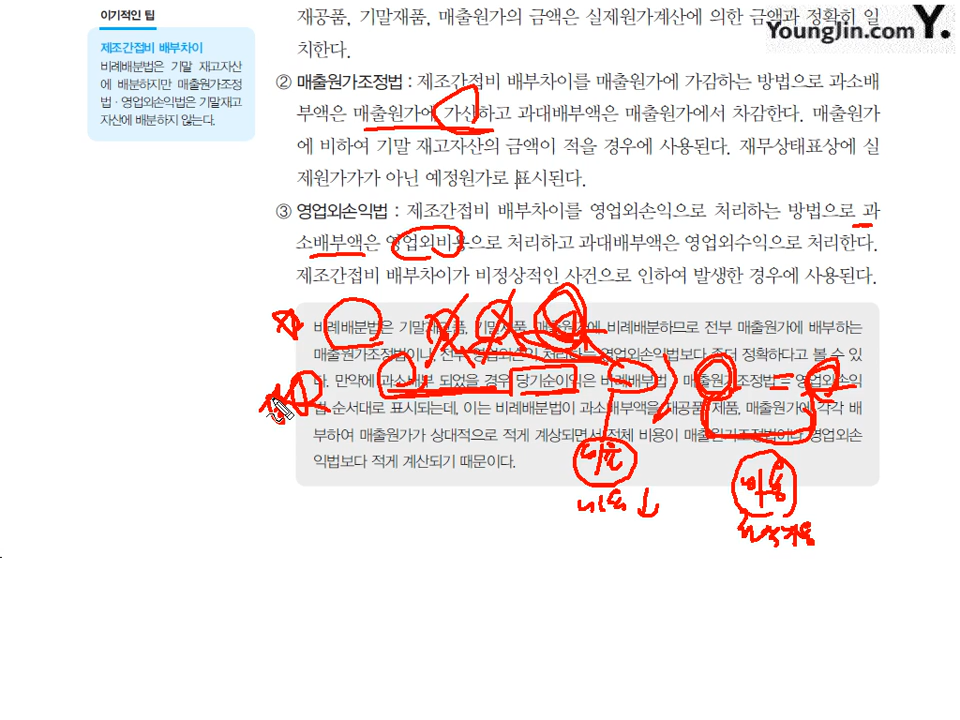 이기적인 팁
제조간접비 배부차이
비례배분법은 기말 재고자산
에 배분하지만 매출원가조정
법·영업외손익법은 기말재고
자산에 배분하지 않는다.
YoungJin.com Y.
재공품, 기말재품, 매출원가의 금액은 실제원가계산에 의한 금액과 정확히 일
치한다.
② 매출원가조정법 : 제조간접비 배부차이를 매출원가에 가감하는 방법으로 과소배
부액은 매출원가에 가산하고 과대배부액은 매출원가에서 차감한다. 매출원가
에 비하여 기말 재고자산의 금액이 적을 경우에 사용된다. 재무상태표상에 실
제원가가가 아닌 예정원가로 표시된다.
③ 영업외손익법 : 제조간접비 배부차이를 영업외손익으로 처리하는 방법으로 과
소배부액은 영업외비용으로 처리하고 과대배부액은 영업외수익으로 처리한다.
제조간접비 배부차이가 비정상적인 사건으로 인하여 발생한 경우에 사용된다.
비례배분법은 기말재공품, 기말제품, 매출원가에 비례배분하므로 전부 매출원가에 배부하는
매출원가조정법이나 전부 영업외손익 처리하는 영업외손익법보다 좀더 정확하다고 볼 수 있
다. 만약에 과소배부 되었을 경우 당기순이익은 비례배부법 매출원가조정법 = 영업외손익
법 순서대로 표시되는데, 이는 비례배분법이 과소배부액을 재공품 제품, 매출원가에 각각 배
부하여 매출원가가 상대적으로 적게 계상되면서 전체 비용이 매출원가조정법이나 영업외손
익법보다 적게 계산되기 때문이다.
비용
비용 ↓